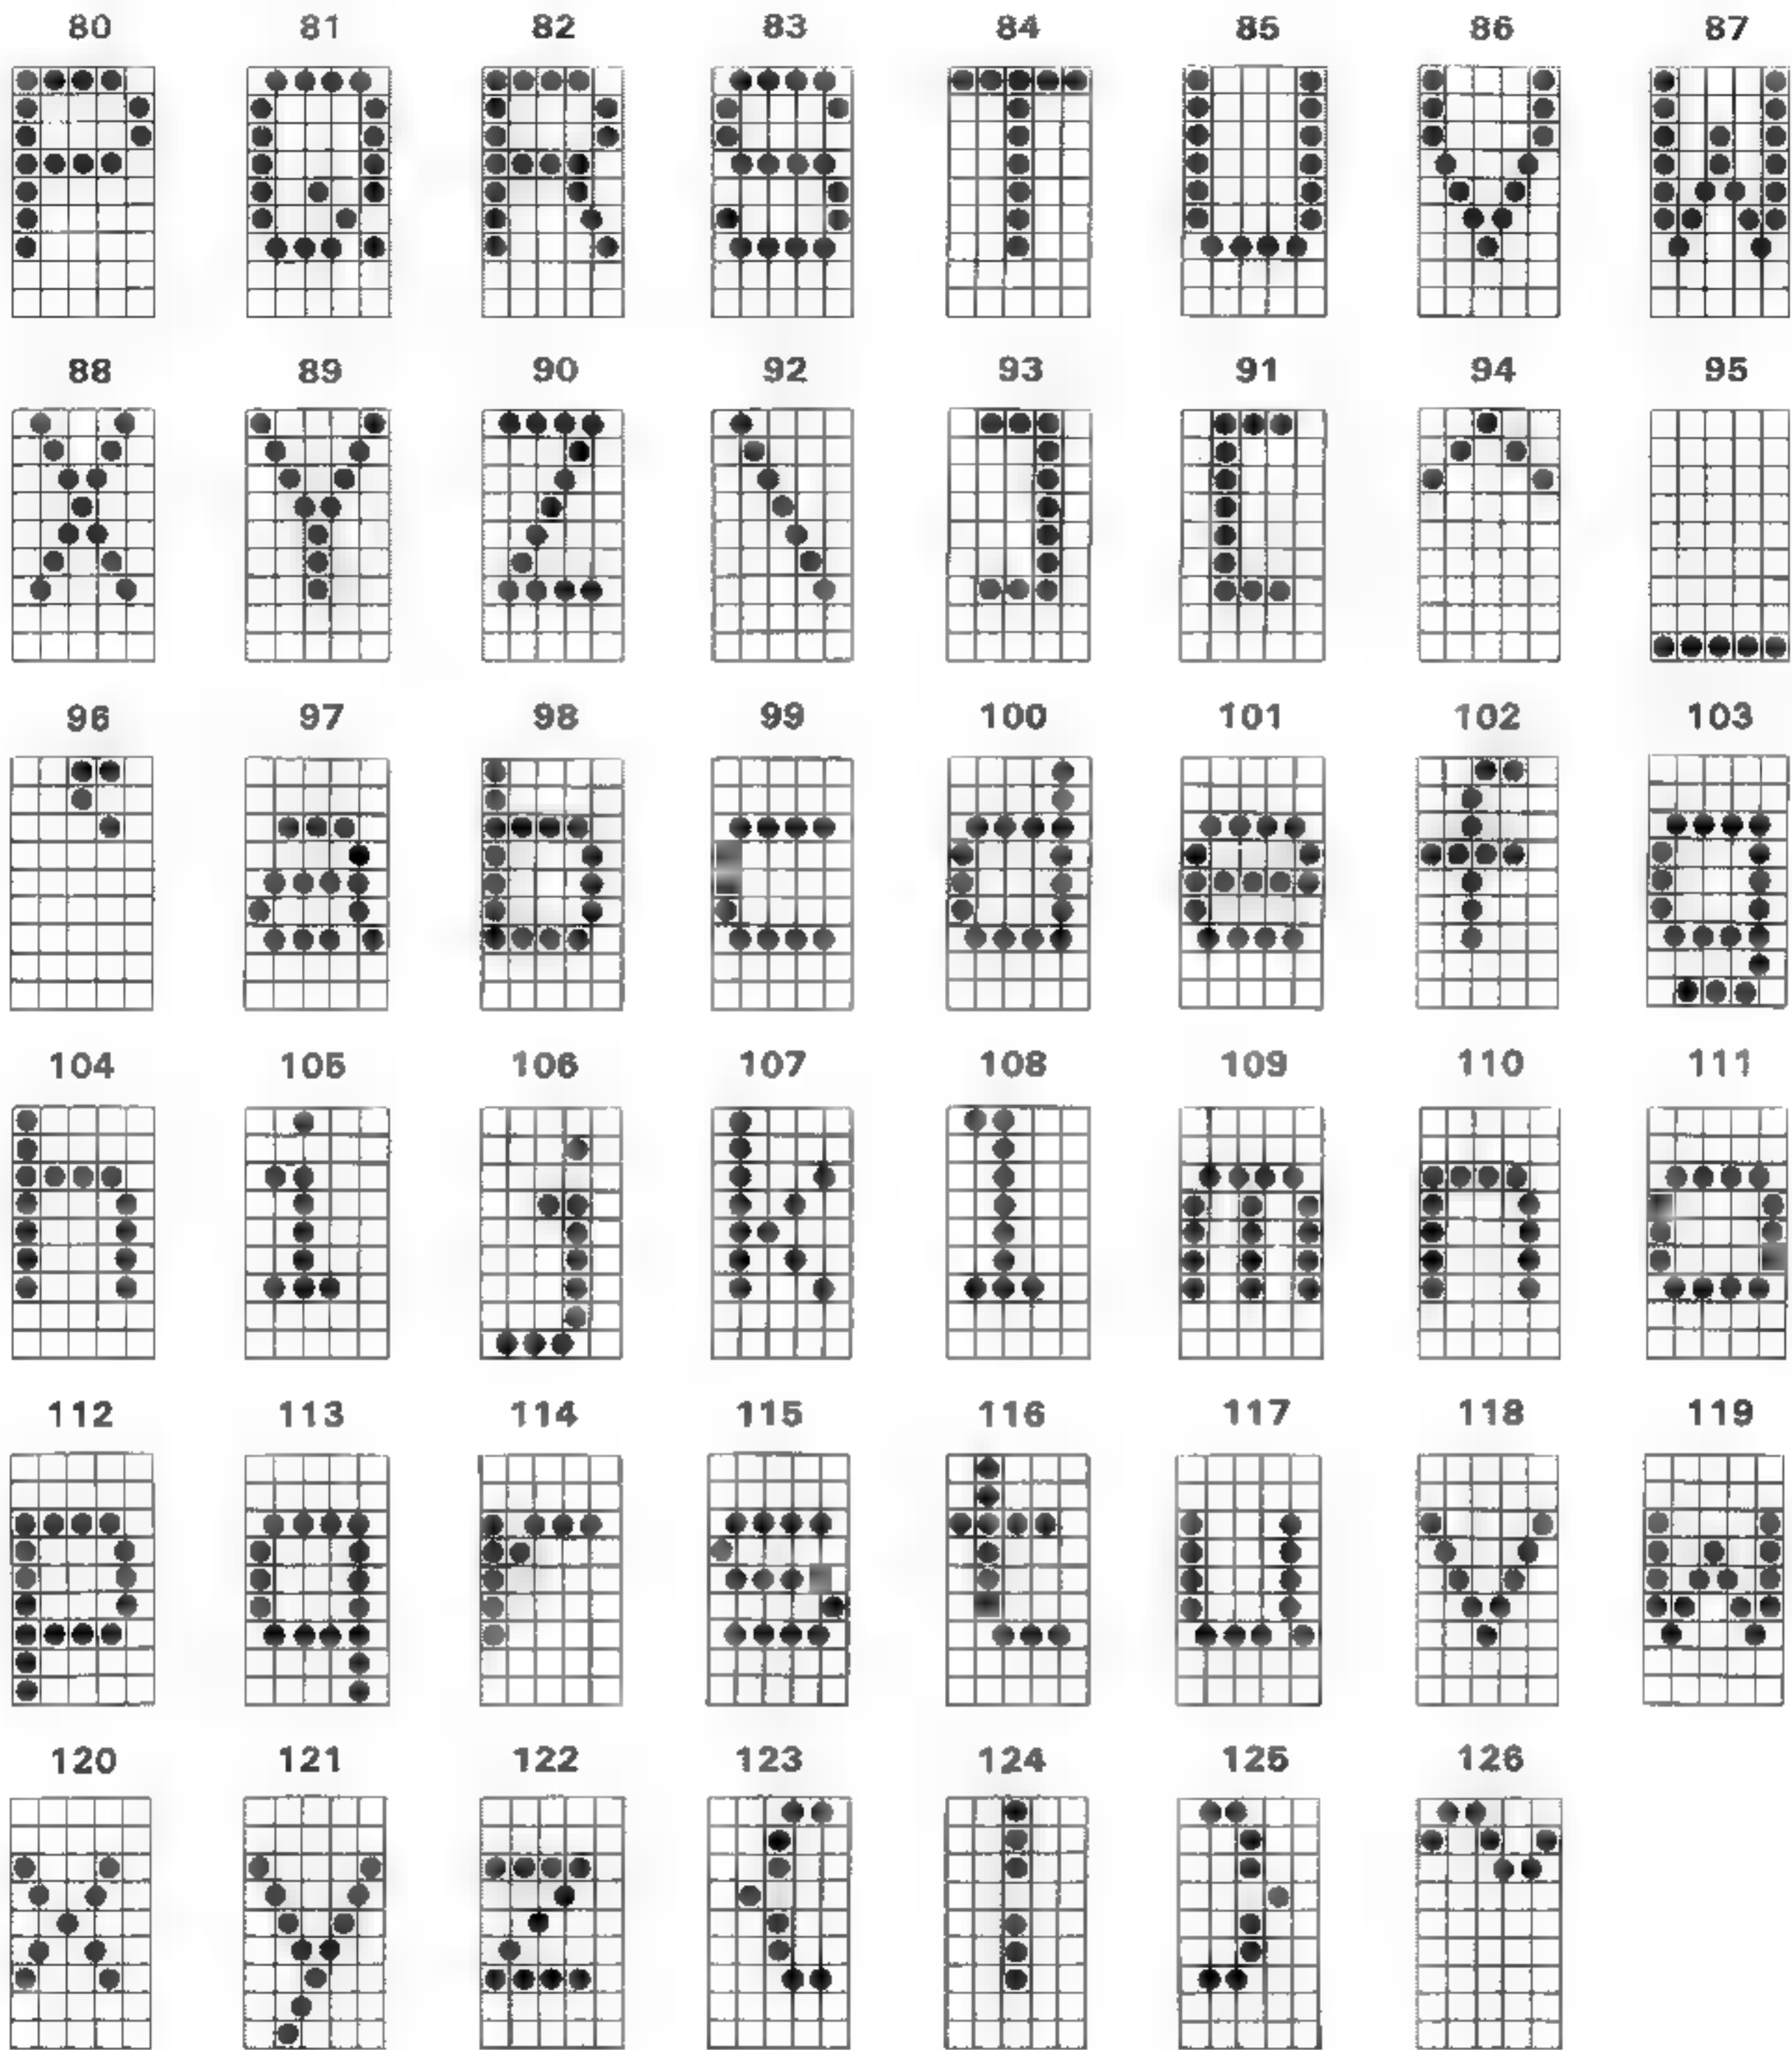 80 81 82 83 84 85 86 87
P Q R S T U V W
88 89 90 92 93 91 94 95
X Y Z \ ] [ ^ _
96 97 98 99 100 101 102 103
` a b c d e f g
104 105 106 107 108 109 110 111
h i j k l m n o
112 113 114 115 116 117 118 119
p q r s t u v w
120 121 122 123 124 125 126
x y z { | } ~